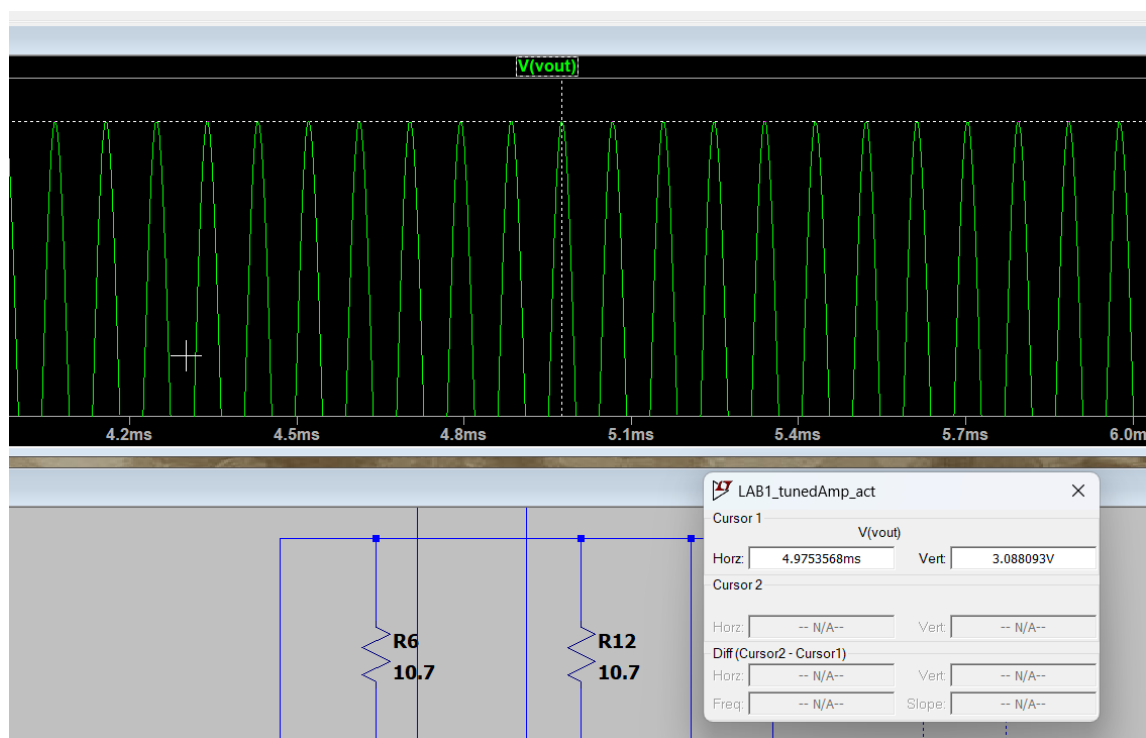 V(vout)
4.2ms 4.5ms 4.8ms 5.1ms 5.4ms 5.7ms 6.0m
LAB1_tunedAmp_act
Cursor 1
V(vout)
Horz: 4.9753568ms Vert: 3.088093V
Cursor 2
Horz: -- N/A-- Vert: -- N/A--
Diff (Cursor2 - Cursor1)
Horz: -- N/A-- Vert: -- N/A--
Freq: -- N/A-- Slope: -- N/A--
R6
10.7
R12
10.7